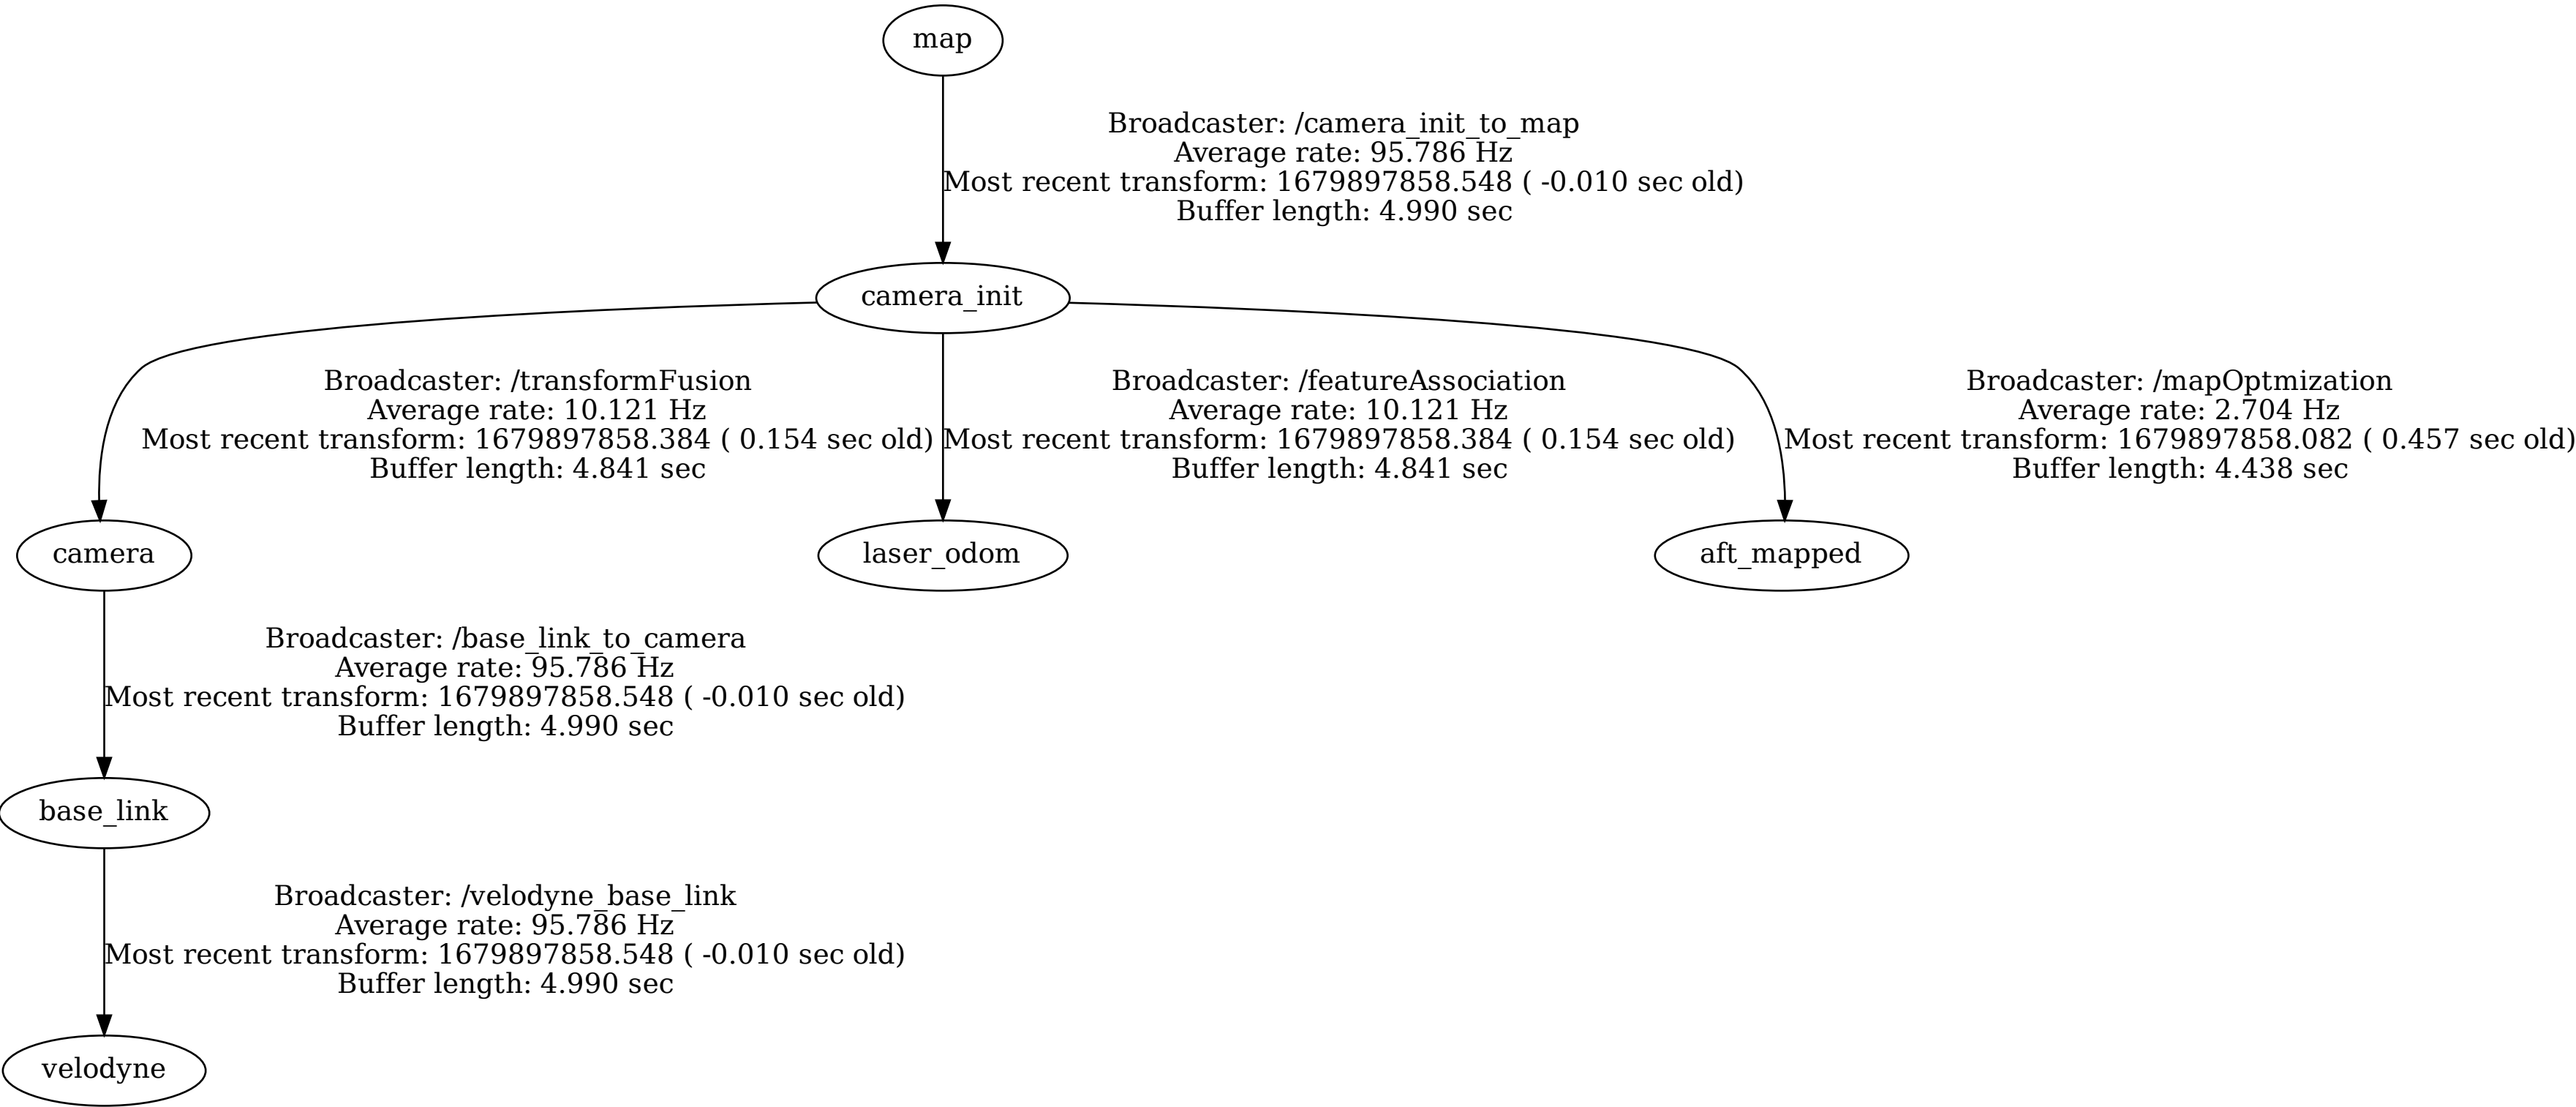 map
Broadcaster: /camera_init_to_map
Average rate: 95.786 Hz
Most recent transform: 1679897858.548 ( -0.010 sec old)
Buffer length: 4.990 sec
camera_init
Broadcaster: /transformFusion
Average rate: 10.121 Hz
Most recent transform: 1679897858.384 ( 0.154 sec old)
Buffer length: 4.841 sec
Broadcaster: /featureAssociation
Average rate: 10.121 Hz
Most recent transform: 1679897858.384 ( 0.154 sec old)
Buffer length: 4.841 sec
Broadcaster: /mapOptmization
Average rate: 2.704 Hz
Most recent transform: 1679897858.082 ( 0.457 sec old)
Buffer length: 4.438 sec
camera
laser_odom
aft_mapped
Broadcaster: /base_link_to_camera
Average rate: 95.786 Hz
Most recent transform: 1679897858.548 ( -0.010 sec old)
Buffer length: 4.990 sec
base_link
Broadcaster: /velodyne_base_link
Average rate: 95.786 Hz
Most recent transform: 1679897858.548 ( -0.010 sec old)
Buffer length: 4.990 sec
velodyne